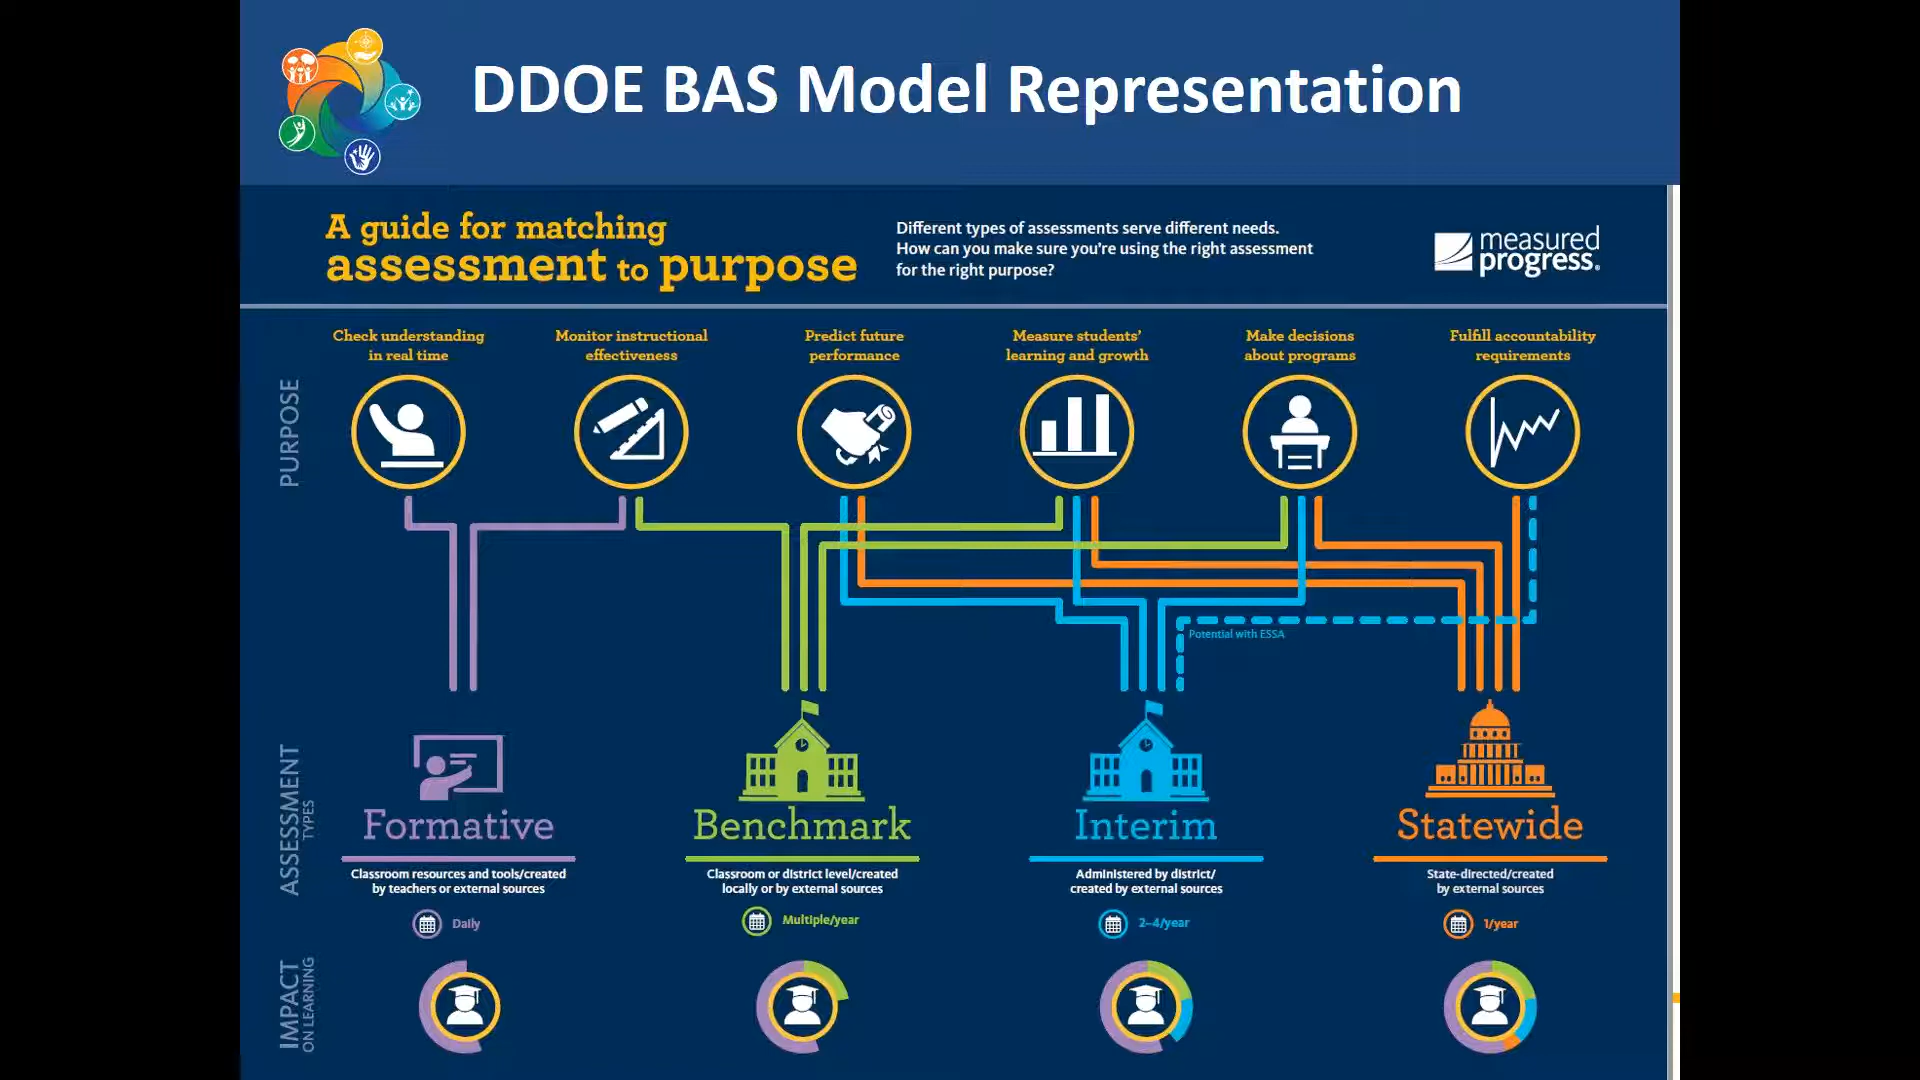 DDOE BAS Model Representation
A guide for matching
assessment to purpose
Different types of assessments serve different needs.
How can you make sure you're using the right assessment
for the right purpose?
measured
progress®
PURPOSE
Check understanding
in real time
Monitor instructional
effectiveness
Predict future
performance
Measure students'
learning and growth
Make decisions
about programs
Fulfill accountability
requirements
Potential with ESSA
ASSESSMENT
TYPES
Formative
Classroom resources and tools/created
by teachers or external sources
Daily
Benchmark
Classroom or district level/created
locally or by external sources
Multiple/year
Interim
Administered by district/
created by external sources
2–4/year
Statewide
State-directed/created
by external sources
1/year
IMPACT
ON LEARNING